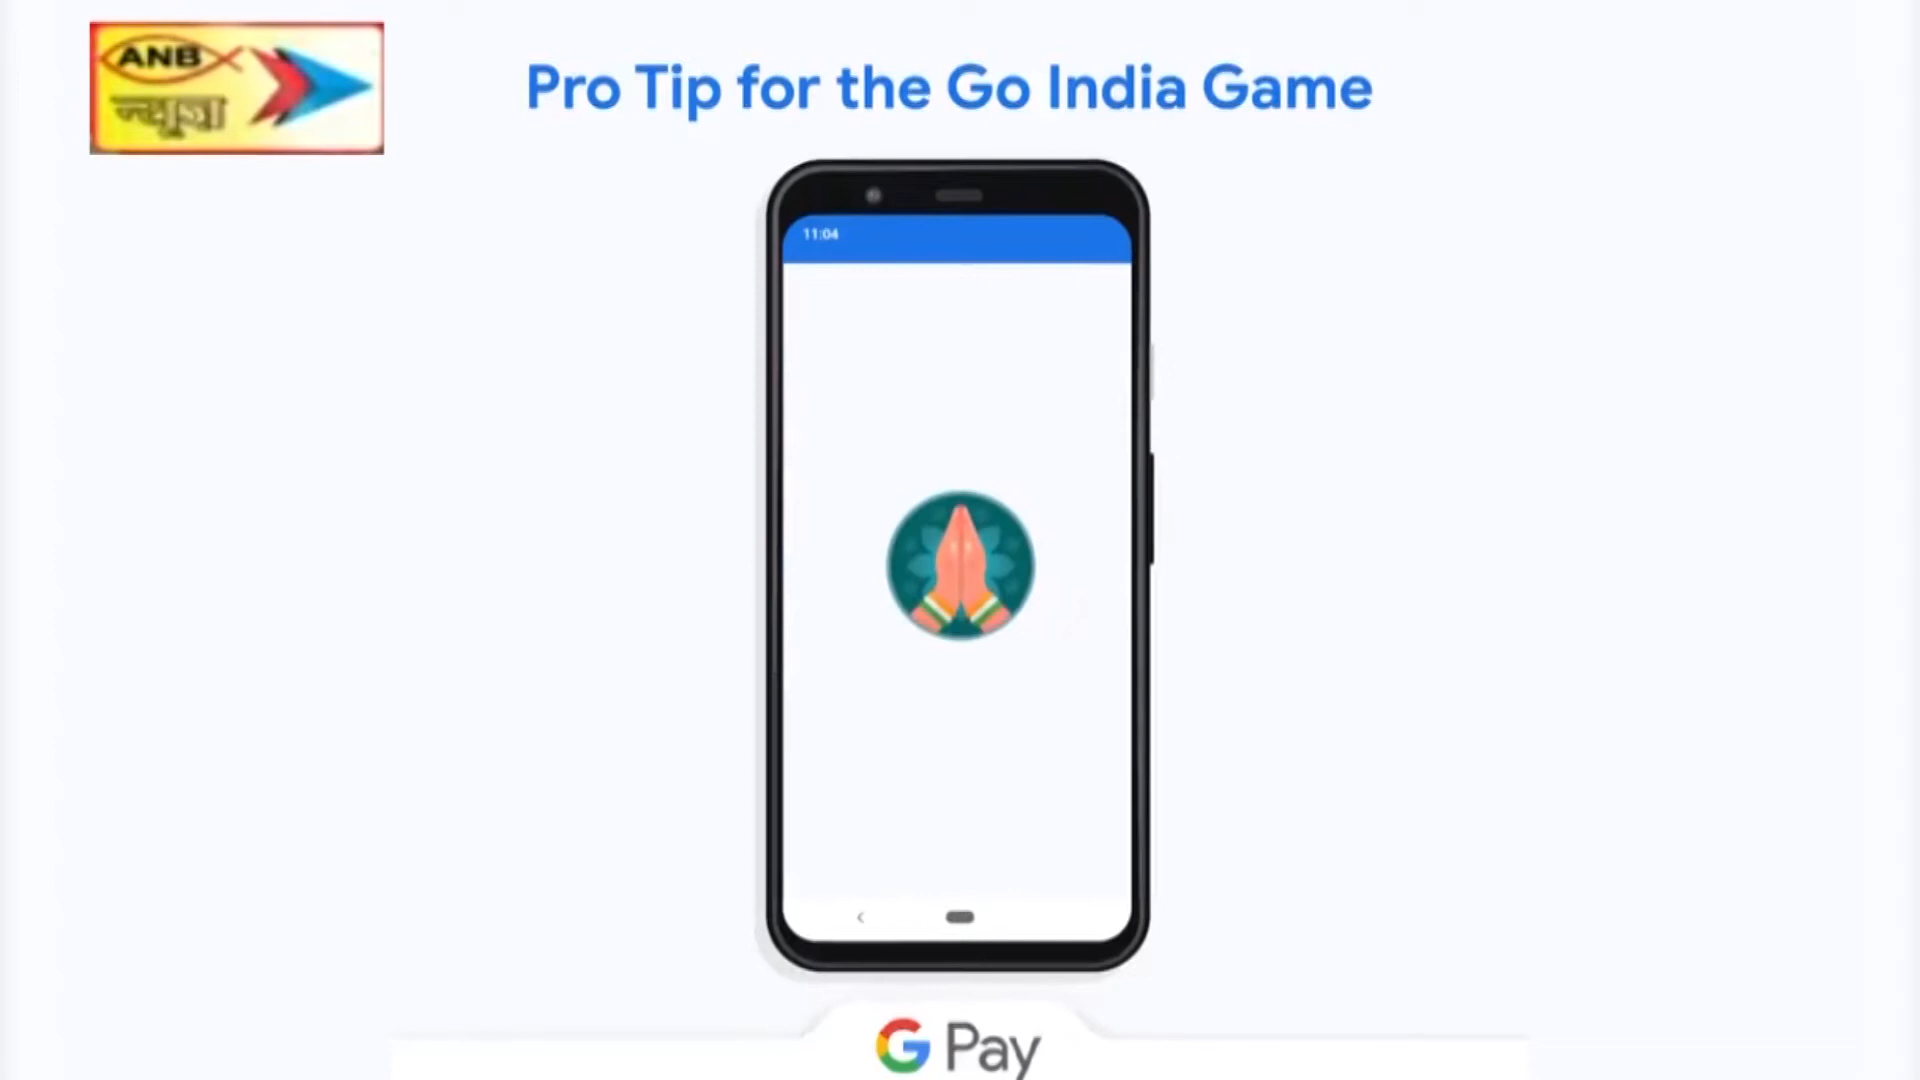 ANB
न्यूज़
Pro Tip for the Go India Game
11:04
G Pay